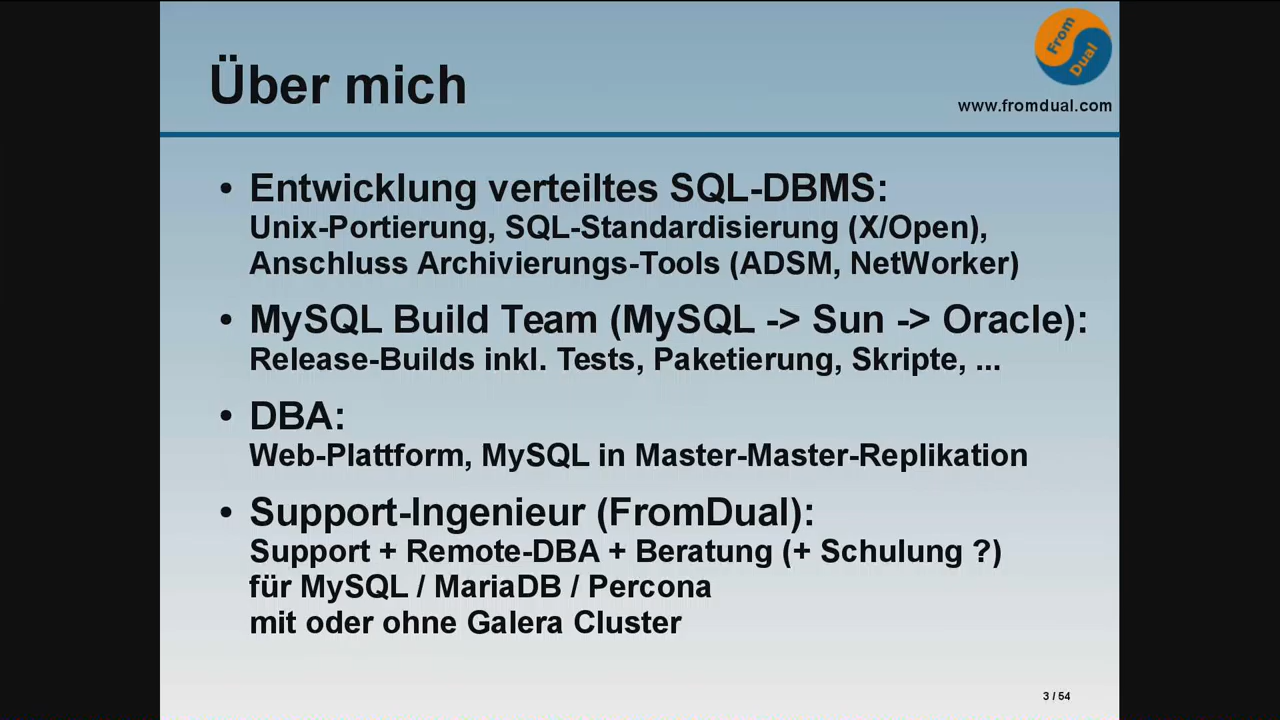 Über mich
From
Dual
www.fromdual.com
• Entwicklung verteiltes SQL-DBMS:
Unix-Portierung, SQL-Standardisierung (X/Open),
Anschluss Archivierungs-Tools (ADSM, NetWorker)
• MySQL Build Team (MySQL -> Sun -> Oracle):
Release-Builds inkl. Tests, Paketierung, Skripte, ...
• DBA:
Web-Plattform, MySQL in Master-Master-Replikation
• Support-Ingenieur (FromDual):
Support + Remote-DBA + Beratung (+ Schulung ?)
für MySQL / MariaDB / Percona
mit oder ohne Galera Cluster
3 / 54